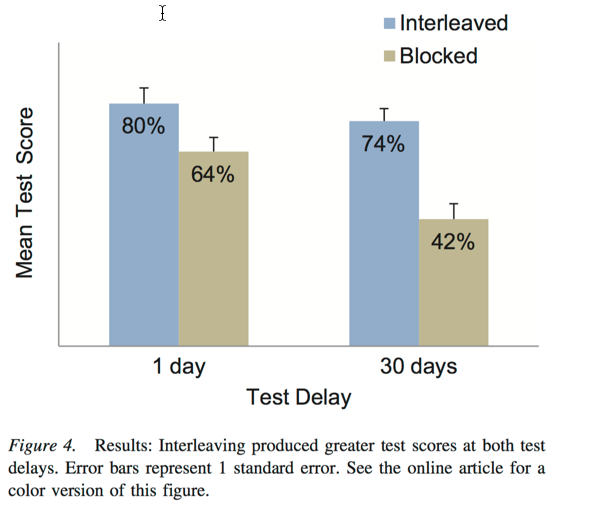 Interleaved
Blocked
Mean Test Score
80%
64%
74%
42%
1 day
30 days
Test Delay
Figure 4. Results: Interleaving produced greater test scores at both test
delays. Error bars represent 1 standard error. See the online article for a
color version of this figure.